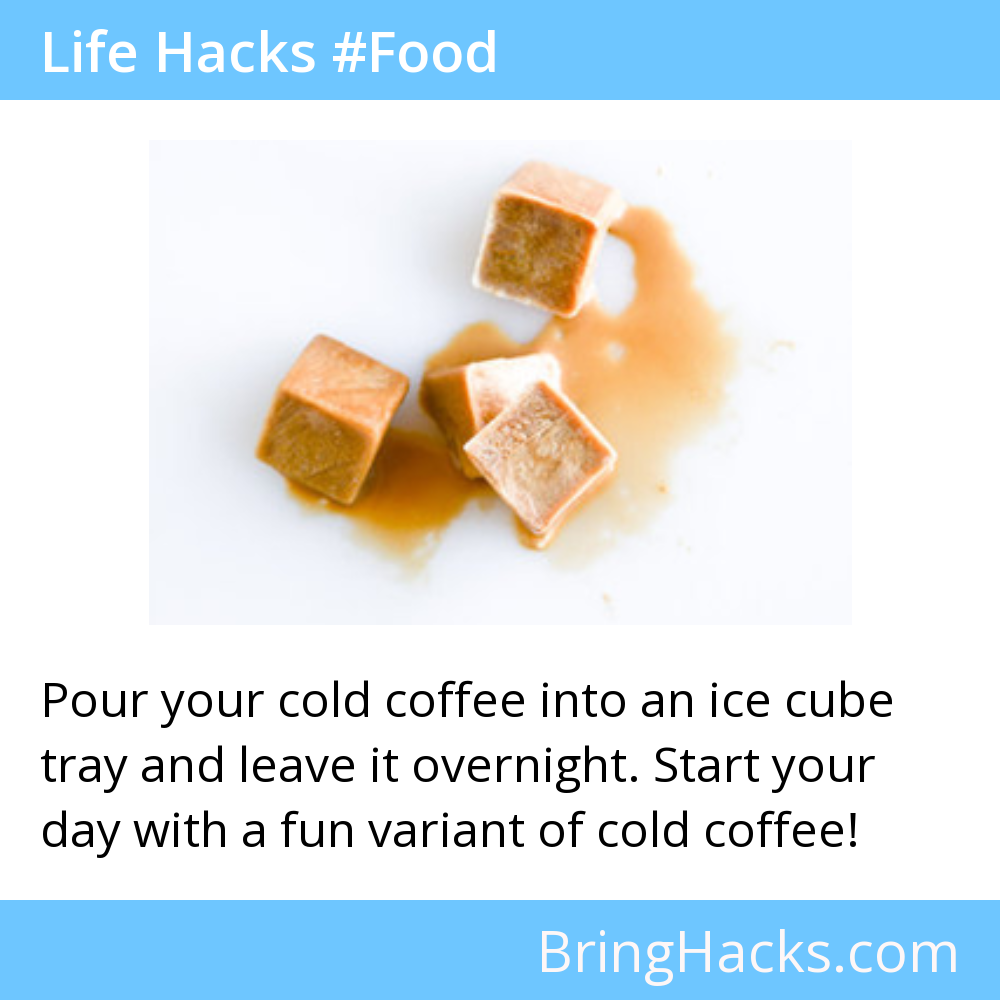 Life Hacks #Food
Pour your cold coffee into an ice cube
tray and leave it overnight. Start your
day with a fun variant of cold coffee!
BringHacks.com